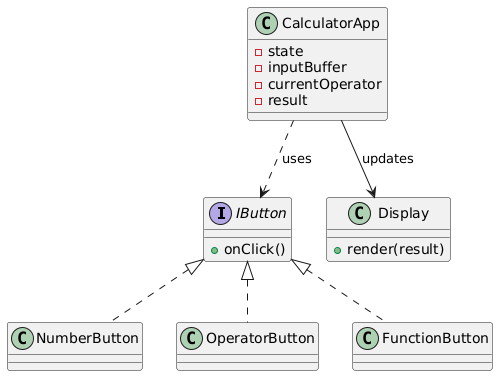 C CalculatorApp
state
inputBuffer
currentOperator
result
uses
updates
I IButton
onClick()
C Display
render(result)
C NumberButton
C OperatorButton
C FunctionButton